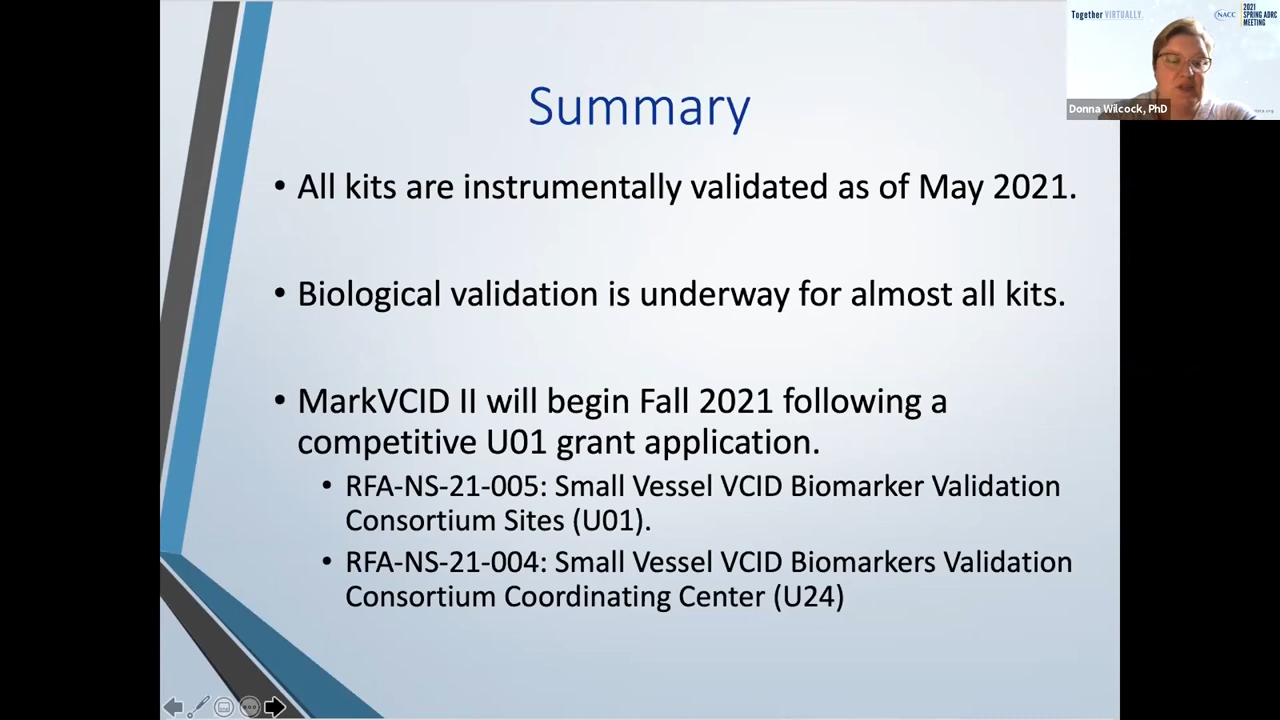 Together VIRTUALLY.
NACC
2021
SPRING ADRC
MEETING
Donna Wilcock, PhD
Summary
• All kits are instrumentally validated as of May 2021.
• Biological validation is underway for almost all kits.
• MarkVCID II will begin Fall 2021 following a
competitive U01 grant application.
• RFA-NS-21-005: Small Vessel VCID Biomarker Validation
Consortium Sites (U01).
• RFA-NS-21-004: Small Vessel VCID Biomarkers Validation
Consortium Coordinating Center (U24)